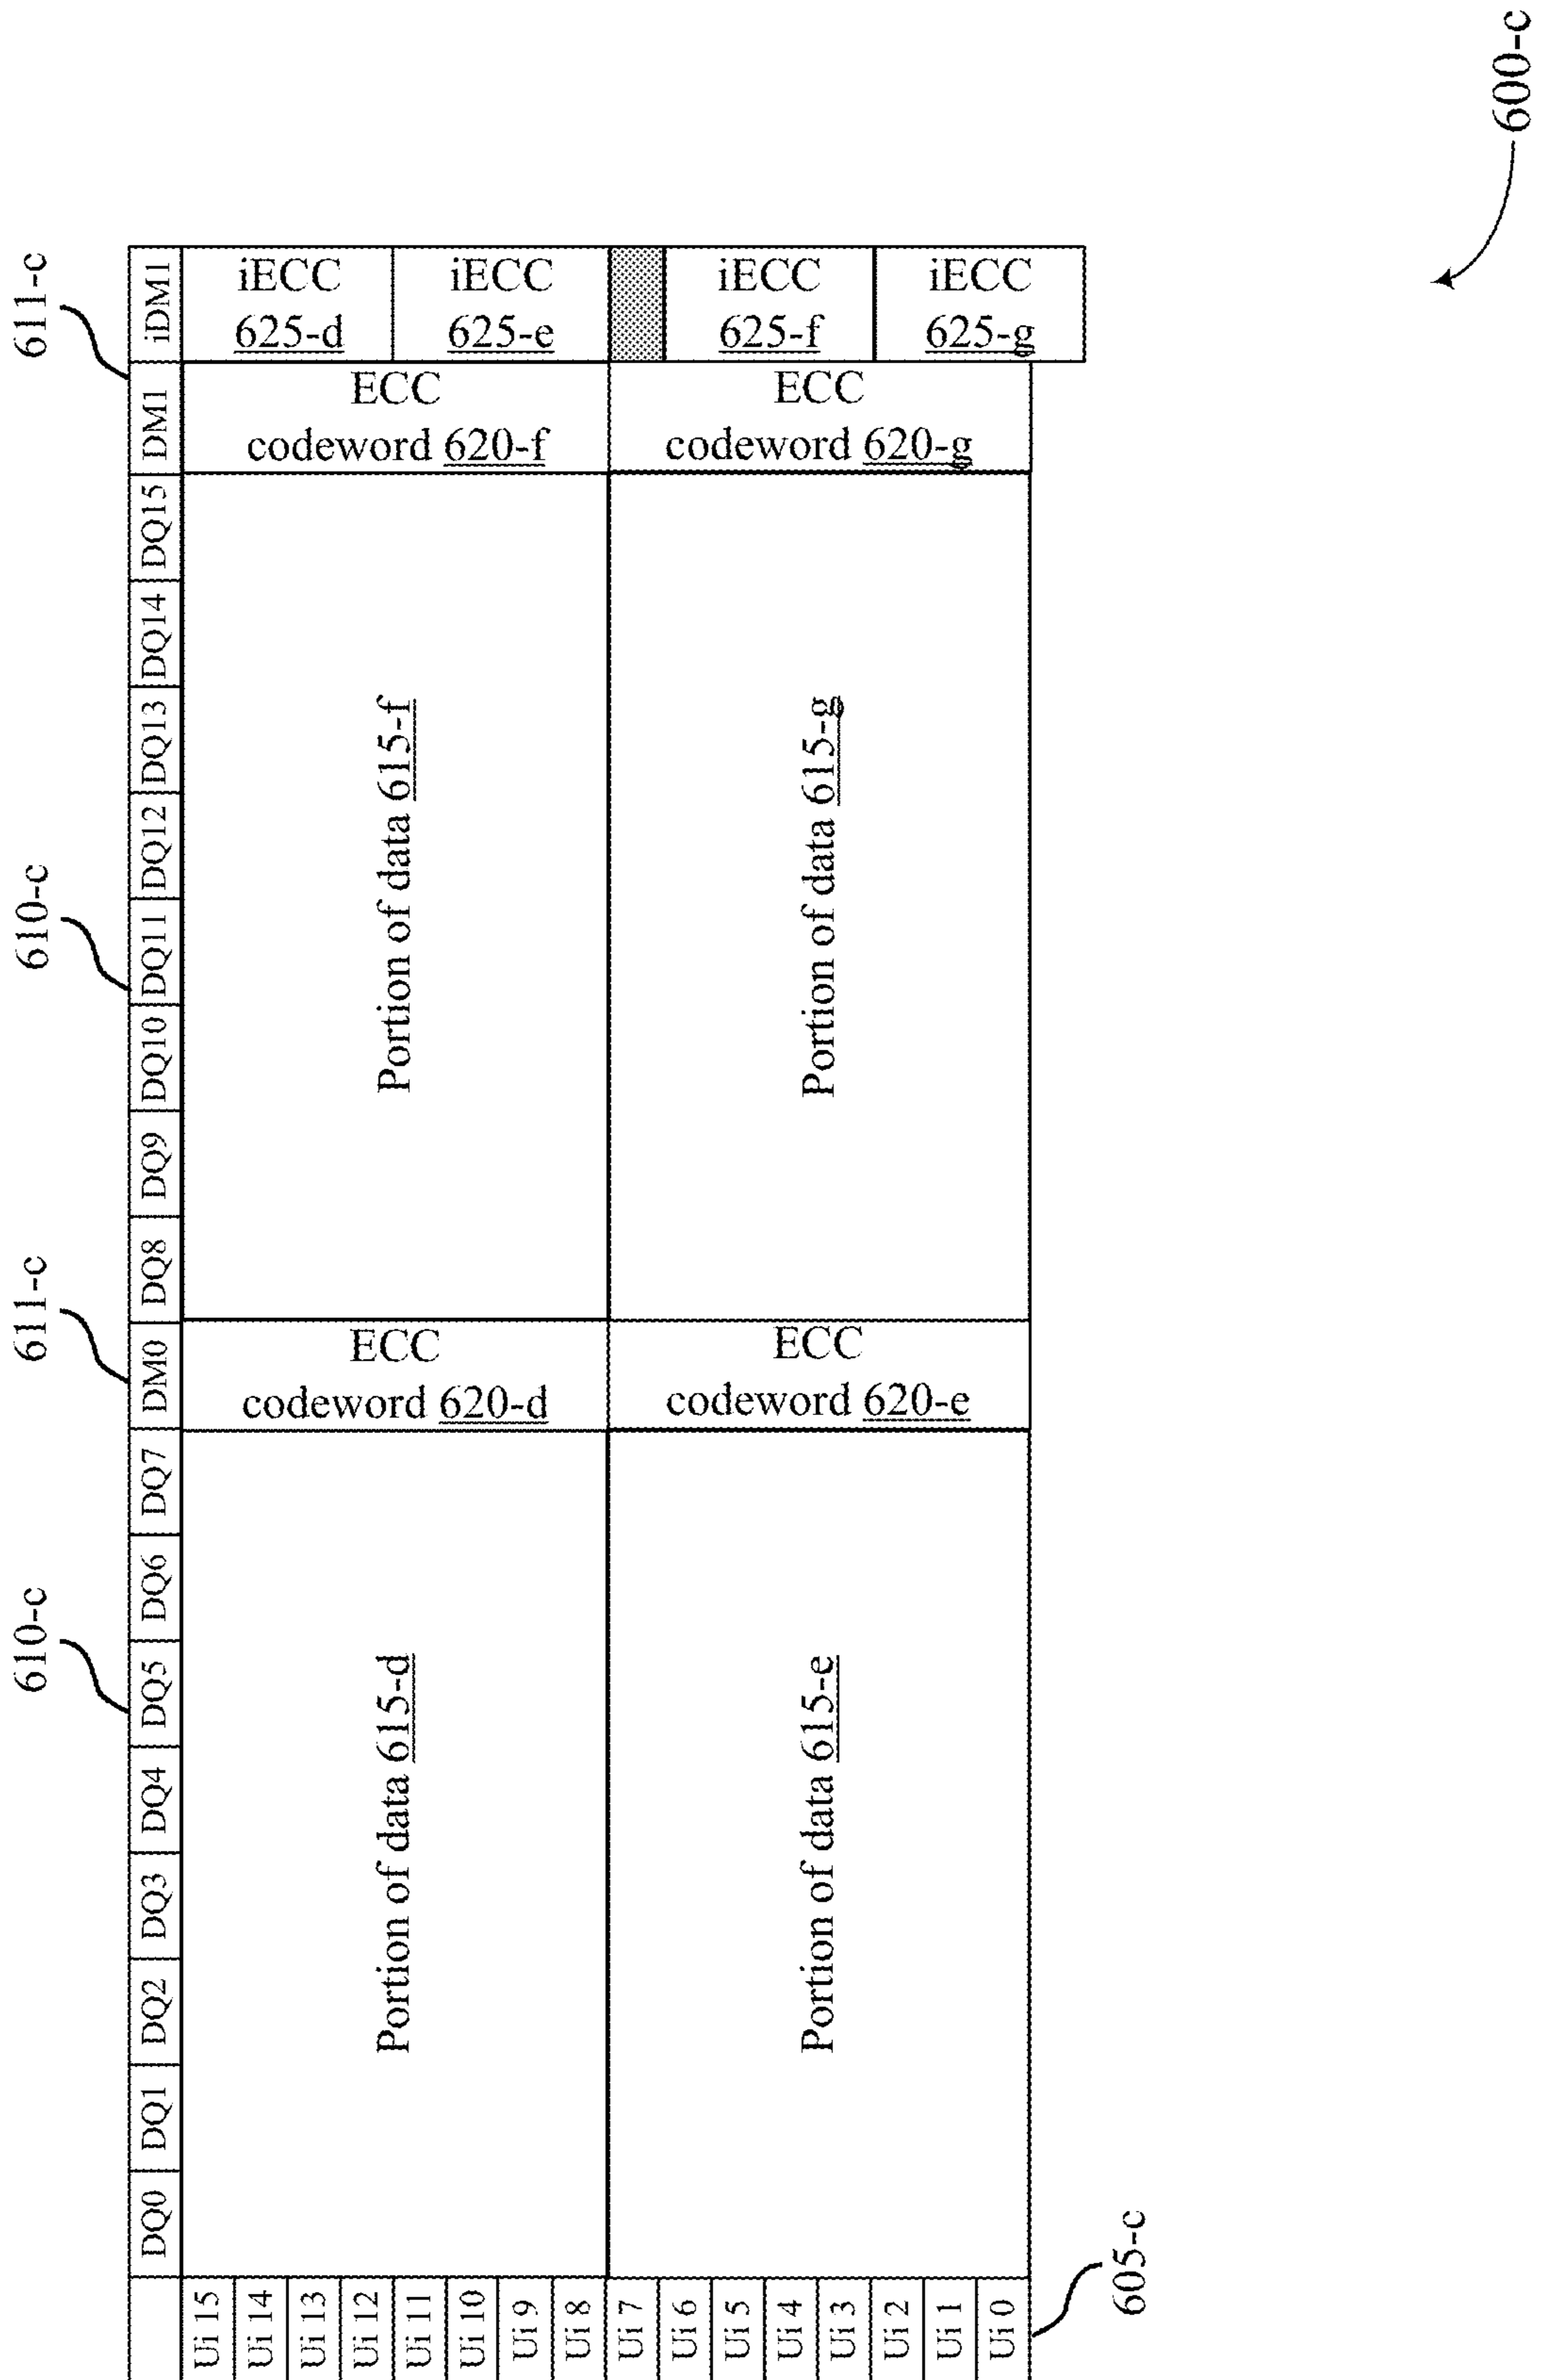 610-c
611-c
610-c
611-c
DQ0
DQ1
DQ2
DQ3
DQ4
DQ5
DQ6
DQ7
DM0
DQ8
DQ9
DQ10
DQ11
DQ12
DQ13
DQ14
DQ15
DM1
iDM1
Ui 15
Ui 14
Ui 13
Ui 12
Ui 11
Ui 10
Ui 9
Ui 8
Ui 7
Ui 6
Ui 5
Ui 4
Ui 3
Ui 2
Ui 1
Ui 0
Portion of data 615-d
ECC
codeword 620-d
Portion of data 615-f
ECC
codeword 620-f
iECC
625-d
iECC
625-e
Portion of data 615-e
ECC
codeword 620-e
Portion of data 615-g
ECC
codeword 620-g
iECC
625-f
iECC
625-g
605-c
600-c